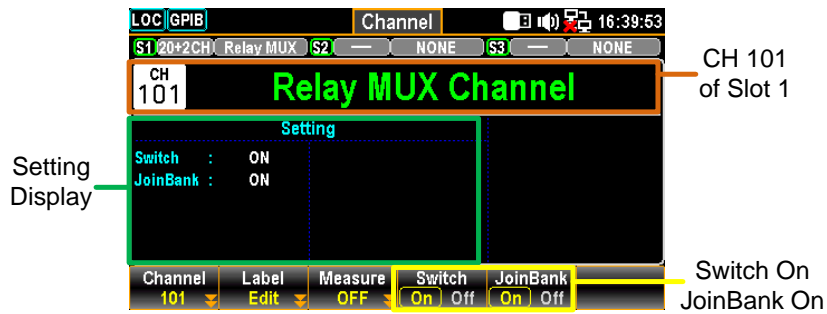 LOC GPIB Channel 16:39:53
S1 20+2CH Relay MUX S2 — NONE S3 — NONE
CH
101
Relay MUX Channel
CH 101
of Slot 1
Setting
Switch : ON
JoinBank : ON
Setting
Display
Channel Label Measure Switch JoinBank
101 Edit OFF On Off On Off
Switch On
JoinBank On